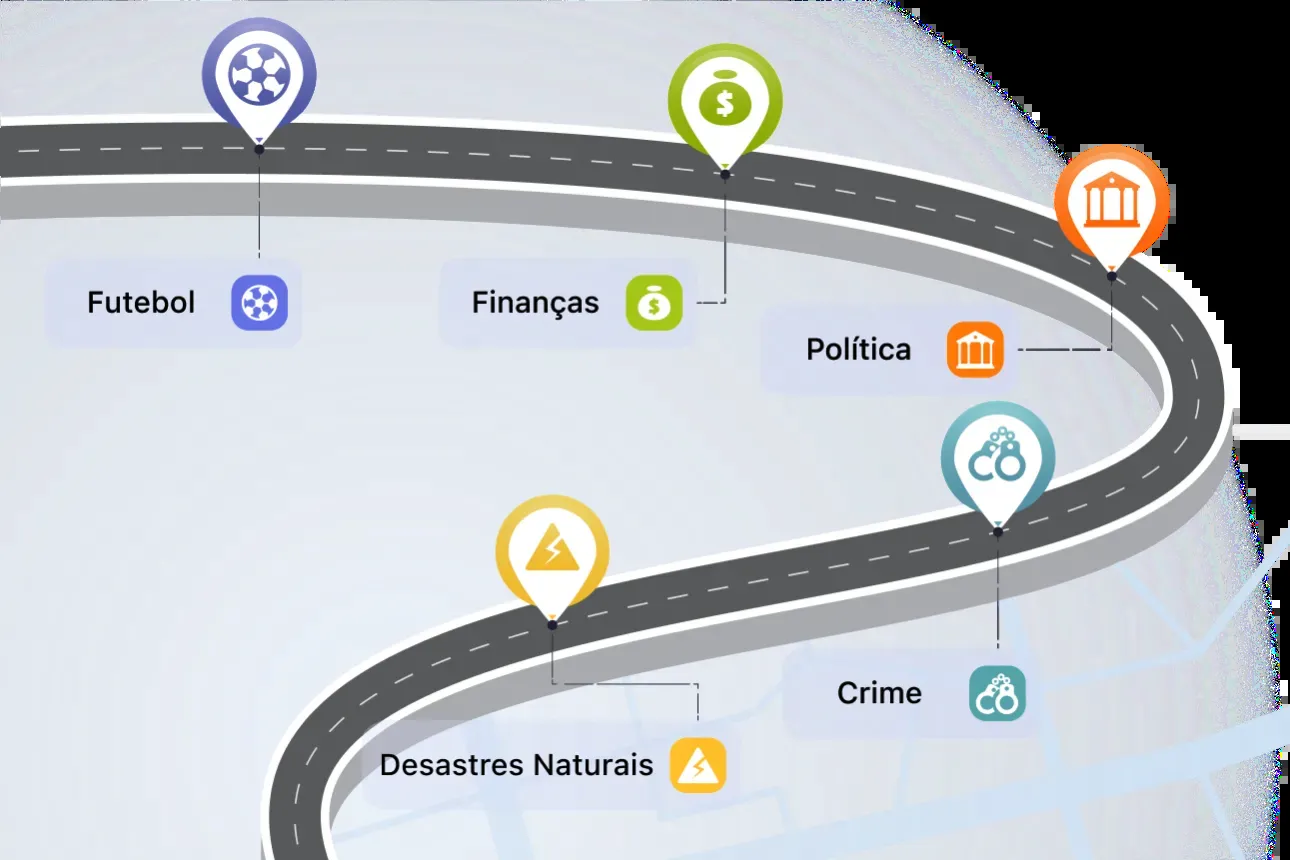 Futebol
Finanças
Política
Crime
Desastres Naturais